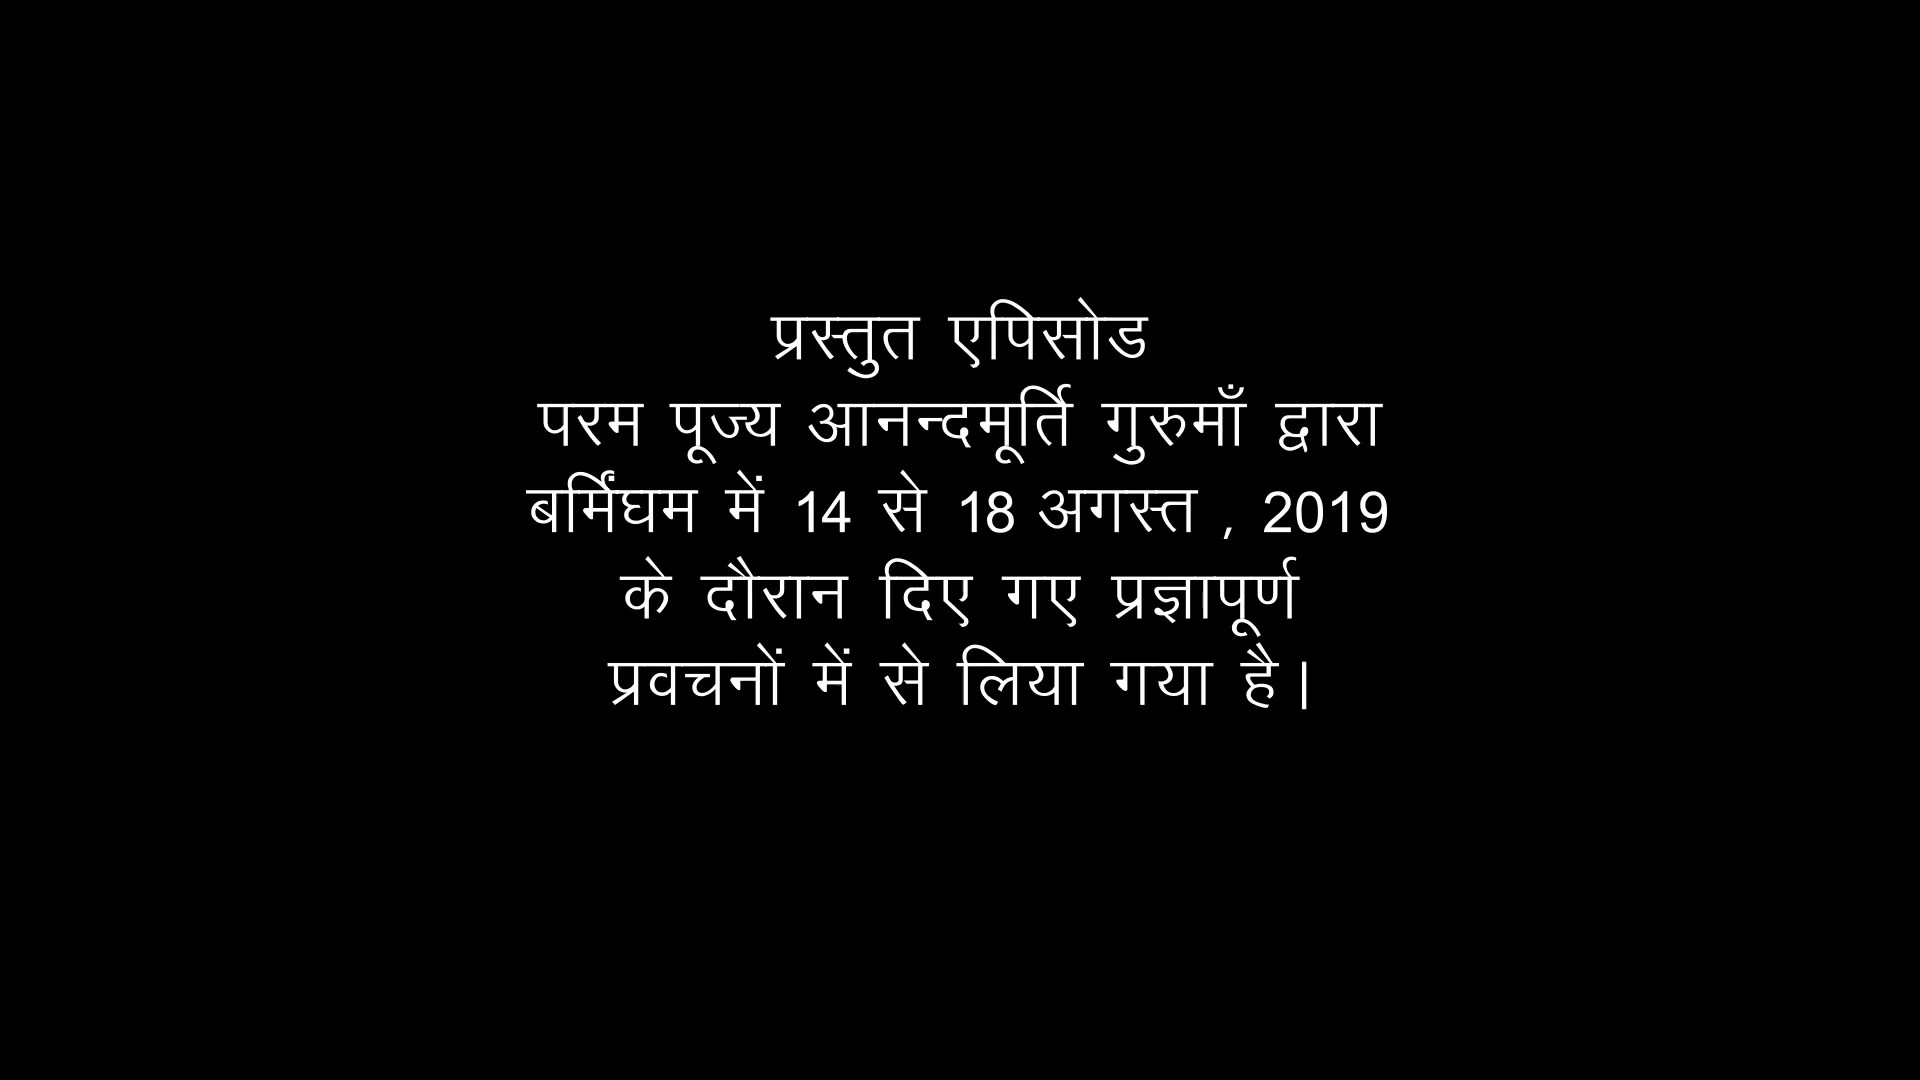 प्रस्तुत एपिसोड
परम पूज्य आनन्दमूर्ति गुरुमाँ द्वारा
बर्मिंघम में 14 से 18 अगस्त , 2019
के दौरान दिए गए प्रज्ञापूर्ण
प्रवचनों में से लिया गया है।